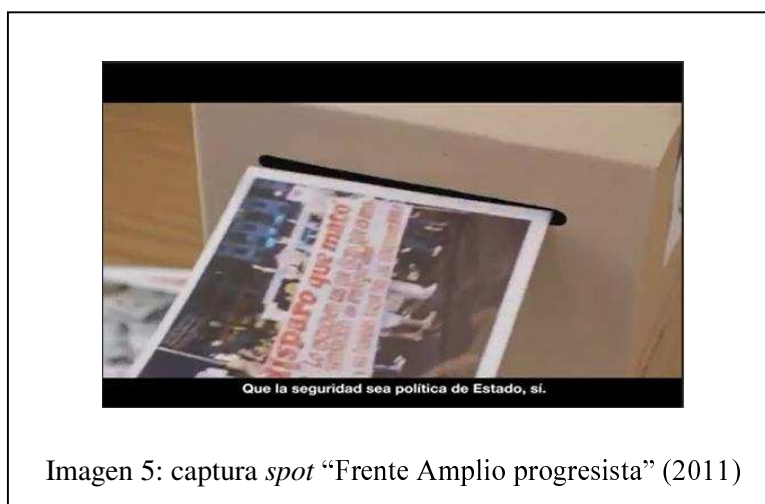 disparo que mató
Que la seguridad sea política de Estado, sí.
Imagen 5: captura spot “Frente Amplio progresista” (2011)